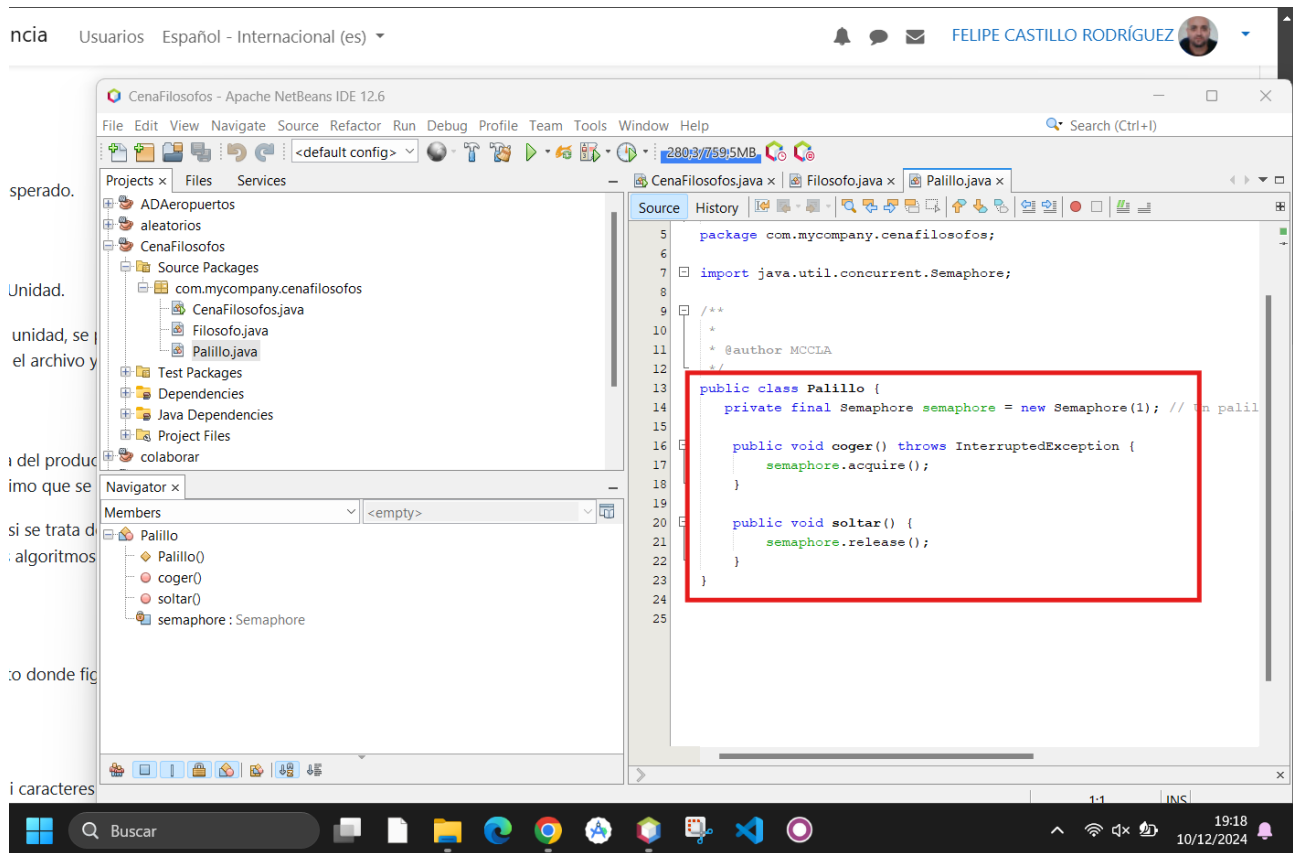 ncia Usuarios Español - Internacional (es) FELIPE CASTILLO RODRÍGUEZ
CenaFilosofos - Apache NetBeans IDE 12.6
File Edit View Navigate Source Refactor Run Debug Profile Team Tools Window Help Search (Ctrl+I)
<default config> 280,3/759,5MB
Projects Files Services
CenaFilosofos.java Filosofo.java Palillo.java
Source History
sperado.
Unidad.
unidad, se
el archivo y
del produc
imo que se
si se trata d
algoritmos
to donde fig
i caracteres
ADAeropuertos
aleatorios
CenaFilosofos
Source Packages
com.mycompany.cenafilosofos
CenaFilosofos.java
Filosofo.java
Palillo.java
Test Packages
Dependencies
Java Dependencies
Project Files
colaborar
Navigator
Members <empty>
Palillo
Palillo()
coger()
soltar()
semaphore : Semaphore
5 package com.mycompany.cenafilosofos;
6
7 import java.util.concurrent.Semaphore;
8
9 /**
10 *
11 * @author MCCLA
12 */
13 public class Palillo {
14 private final Semaphore semaphore = new Semaphore(1); // Un palil
15
16 public void coger() throws InterruptedException {
17 semaphore.acquire();
18 }
19
20 public void soltar() {
21 semaphore.release();
22 }
23 }
24
25
1:1 INS
Buscar
19:18
10/12/2024